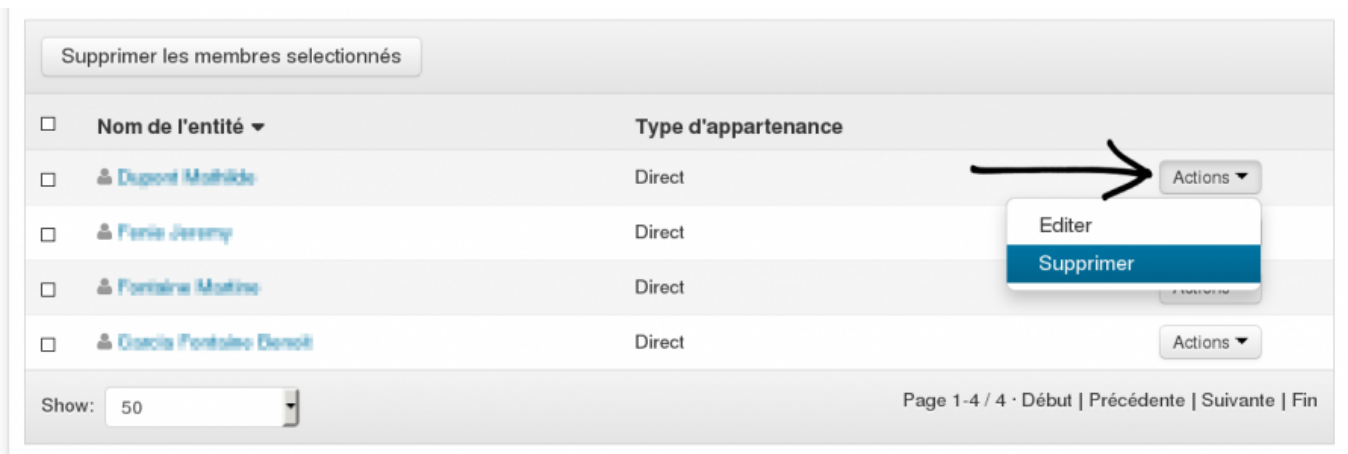 Supprimer les membres selectionnés
Nom de l'entité
Type d'appartenance
Direct
Actions
Editer
Supprimer
Direct
Direct
Direct
Actions
Show: 50
Page 1-4 / 4 · Début | Précédente | Suivante | Fin